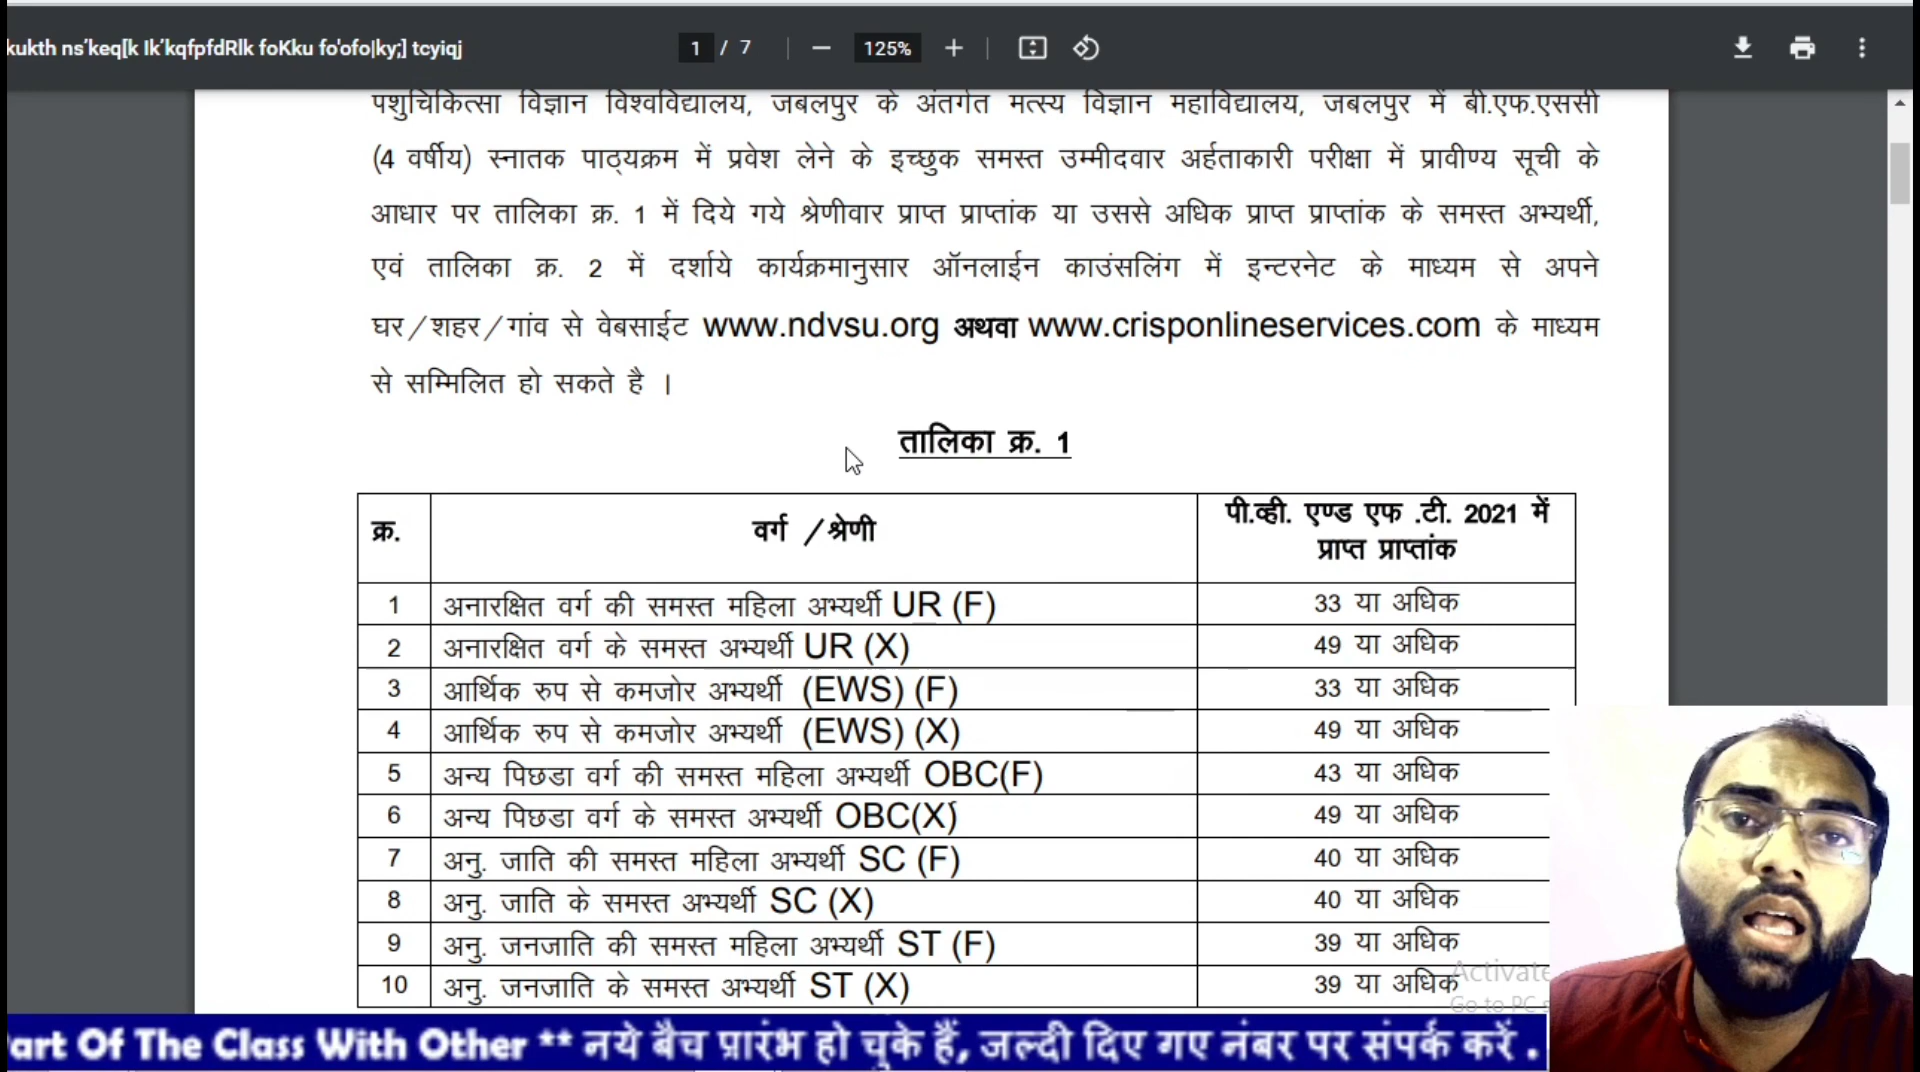 kukth ns'keq[k Ik'kqfpfdRlk foKku fo'ofo|ky;] tcyiqj 1 / 7 125%
पशुचिकित्सा विज्ञान विश्वविद्यालय, जबलपुर के अंतर्गत मत्स्य विज्ञान महाविद्यालय, जबलपुर में बी.एफ.एससी
(4 वर्षीय) स्नातक पाठ्यक्रम में प्रवेश लेने के इच्छुक समस्त उम्मीदवार अर्हताकारी परीक्षा में प्रावीण्य सूची के
आधार पर तालिका क्र. 1 में दिये गये श्रेणीवार प्राप्त प्राप्तांक या उससे अधिक प्राप्त प्राप्तांक के समस्त अभ्यर्थी,
एवं तालिका क्र. 2 में दर्शाये कार्यक्रमानुसार ऑनलाईन काउंसलिंग में इन्टरनेट के माध्यम से अपने
घर/शहर/गांव से वेबसाईट www.ndvsu.org अथवा www.crisponlineservices.com के माध्यम
से सम्मिलित हो सकते है ।
तालिका क्र. 1
क्र. वर्ग /श्रेणी पी.व्ही. एण्ड एफ .टी. 2021 में
प्राप्त प्राप्तांक
1 अनारक्षित वर्ग की समस्त महिला अभ्यर्थी UR (F) 33 या अधिक
2 अनारक्षित वर्ग के समस्त अभ्यर्थी UR (X) 49 या अधिक
3 आर्थिक रुप से कमजोर अभ्यर्थी (EWS) (F) 33 या अधिक
4 आर्थिक रुप से कमजोर अभ्यर्थी (EWS) (X) 49 या अधिक
5 अन्य पिछडा वर्ग की समस्त महिला अभ्यर्थी OBC(F) 43 या अधिक
6 अन्य पिछडा वर्ग के समस्त अभ्यर्थी OBC(X) 49 या अधिक
7 अनु. जाति की समस्त महिला अभ्यर्थी SC (F) 40 या अधिक
8 अनु. जाति के समस्त अभ्यर्थी SC (X) 40 या अधिक
9 अनु. जनजाति की समस्त महिला अभ्यर्थी ST (F) 39 या अधिक
10 अनु. जनजाति के समस्त अभ्यर्थी ST (X) 39 या अधिक
Activate
Go to PC s
art Of The Class With Other ** नये बैच प्रारंभ हो चुके हैं, जल्दी दिए गए नंबर पर संपर्क करें .